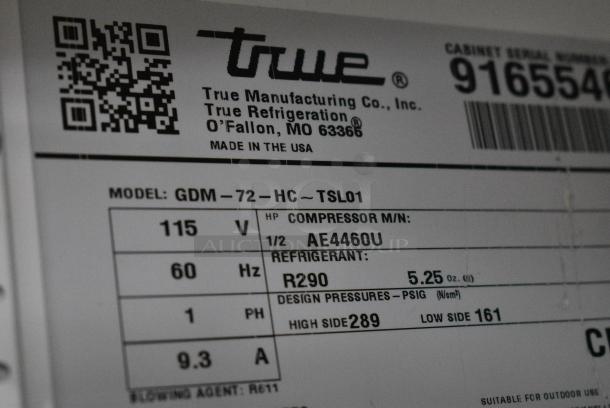 true®
CABINET SERIAL NUMBER
True Manufacturing Co., Inc.
True Refrigeration®
O'Fallon, MO 63366
MADE IN THE USA
MODEL: GDM-72-HC~TSL01
115 V
HP COMPRESSOR M/N:
1/2 AE4460U
REFRIGERANT:
60 Hz
R290 5.25 Oz.
DESIGN PRESSURES-PSIG
1 PH
HIGH SIDE 289 LOW SIDE 161
9.3 A
BLOWING AGENT: R611
SUITABLE FOR OUTDOOR USE